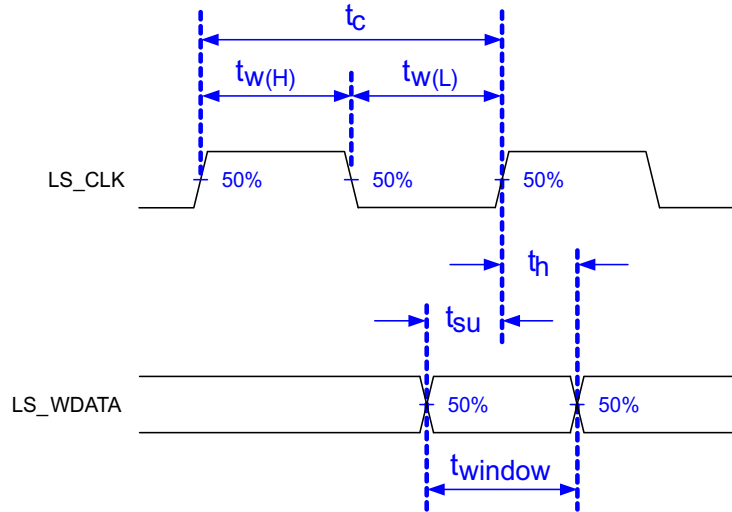 tc
tw(H)
tw(L)
LS_CLK
50%
50%
50%
th
tsu
LS_WDATA
50%
50%
twindow